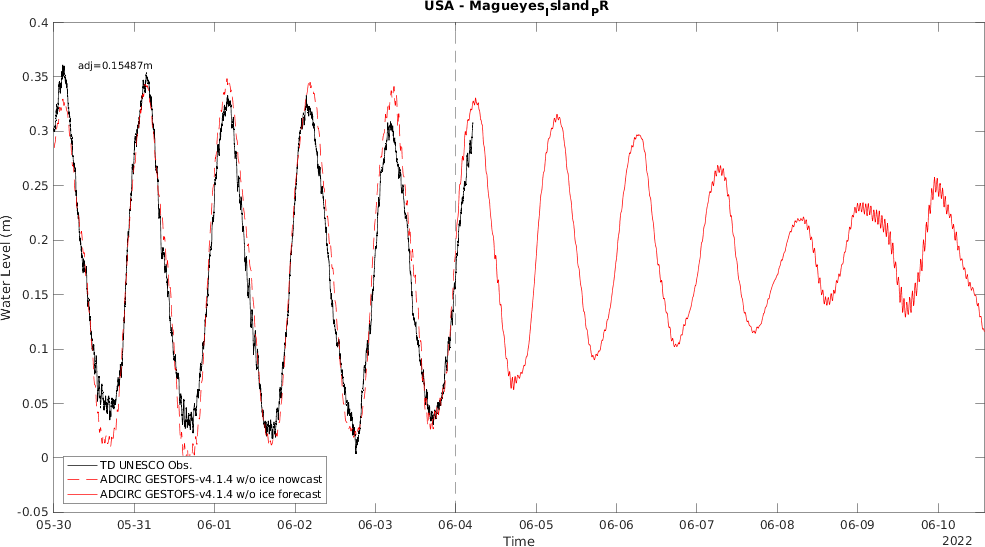 USA - Magueyes_Island_PR
adj=0.15487m
0.4
0.35
0.3
0.25
0.2
0.15
0.1
0.05
0
-0.05
Water Level (m)
TD UNESCO Obs.
ADCIRC GESTOFS-v4.1.4 w/o ice nowcast
ADCIRC GESTOFS-v4.1.4 w/o ice forecast
05-30 05-31 06-01 06-02 06-03 06-04 06-05 06-06 06-07 06-08 06-09 06-10
Time
2022